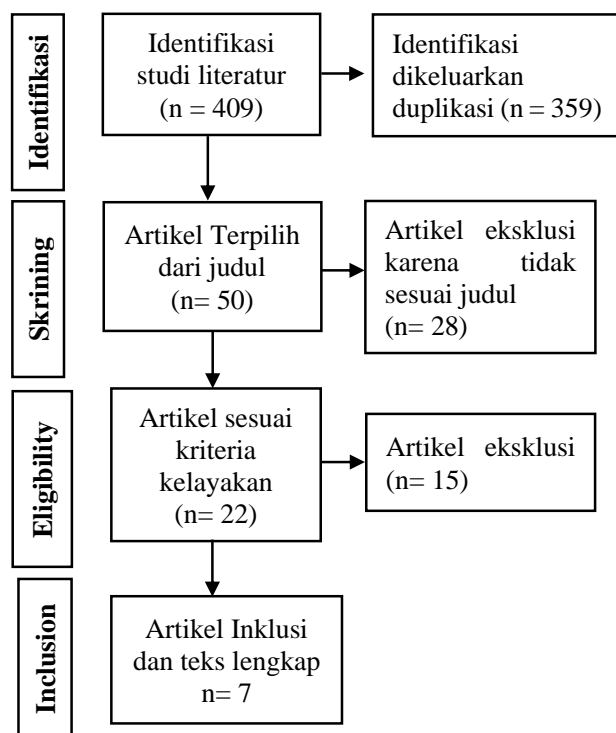 Identifikasi
Identifikasi
studi literatur
(n = 409)
Identifikasi
dikeluarkan
duplikasi (n = 359)
Skrining
Artikel Terpilih
dari judul
(n= 50)
Artikel eksklusi
karena tidak
sesuai judul
(n= 28)
Eligibility
Artikel sesuai
kriteria
kelayakan
(n= 22)
Artikel eksklusi
(n= 15)
Inclusion
Artikel Inklusi
dan teks lengkap
n= 7